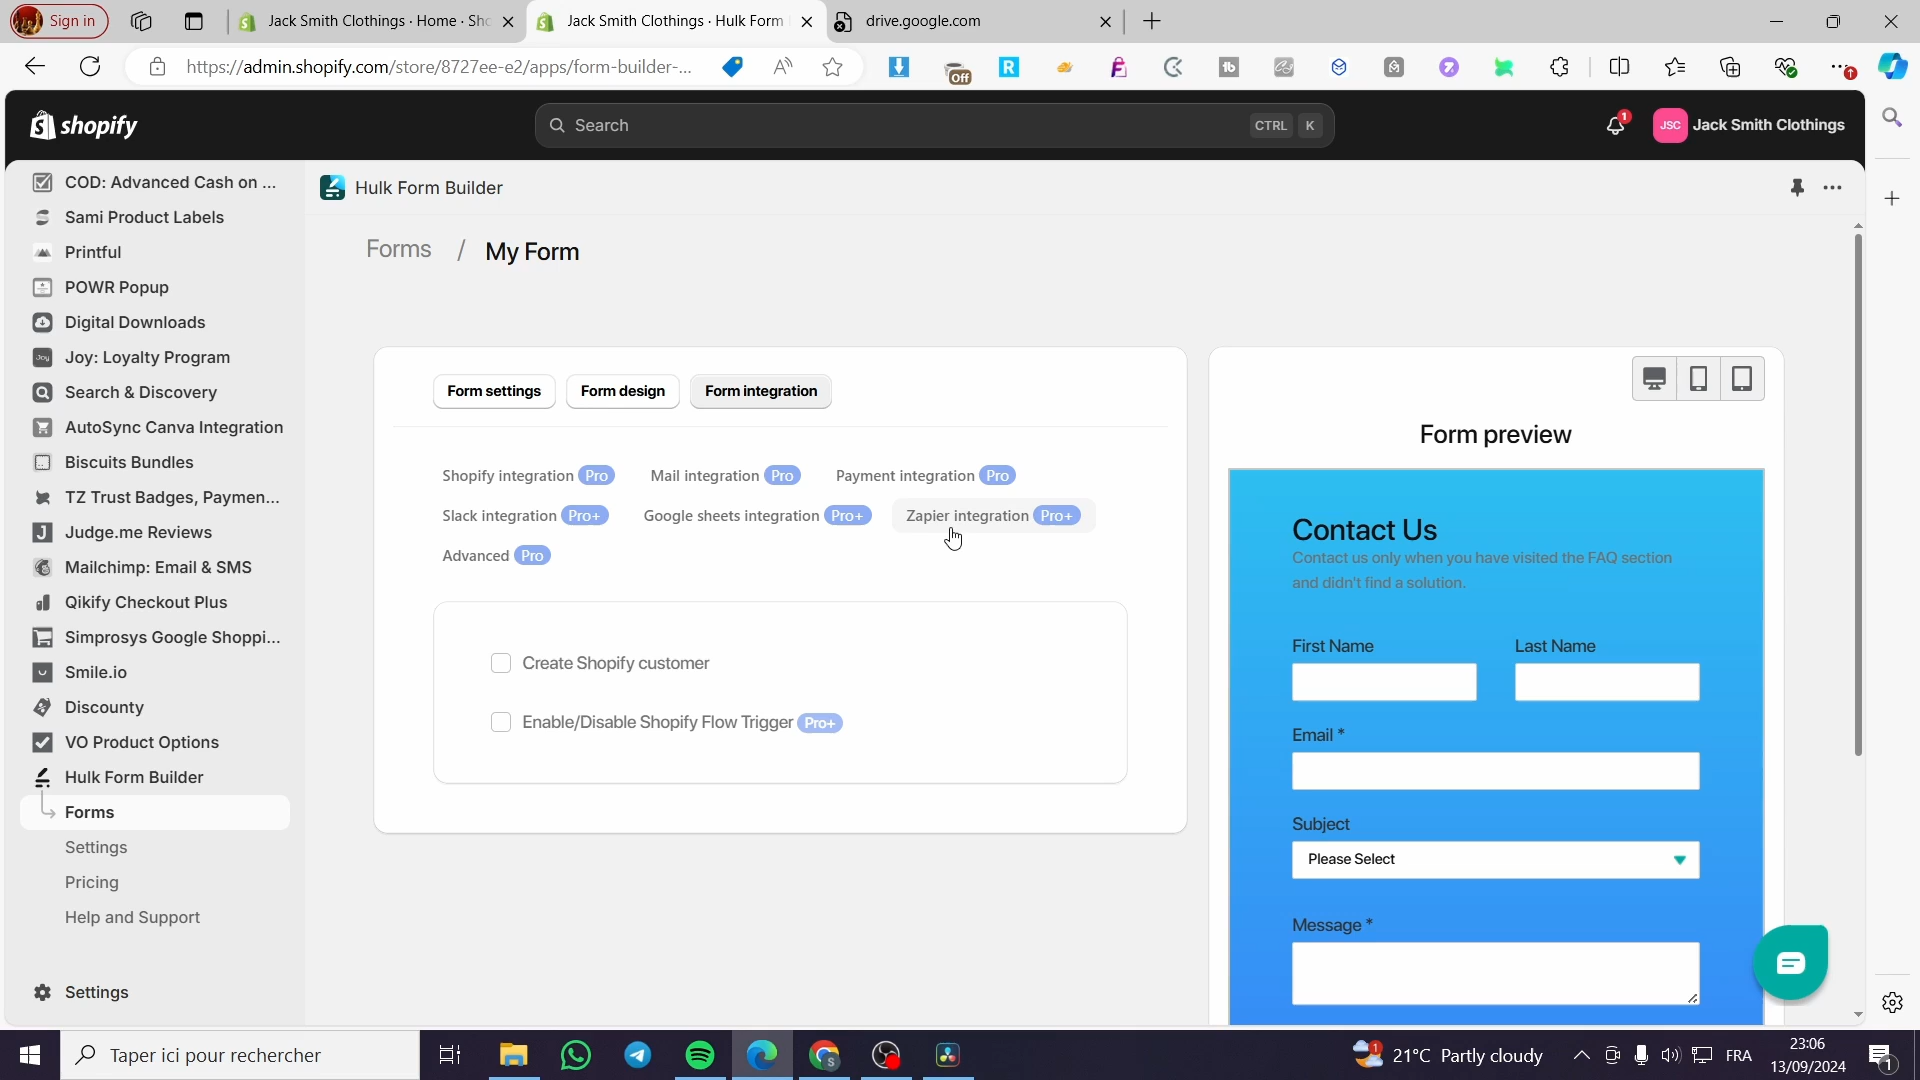 Sign in
Jack Smith Clothings · Home · Sho
Jack Smith Clothings · Hulk Form
drive.google.com
https://admin.shopify.com/store/8727ee-e2/apps/form-builder-...
Off
shopify
Search
CTRL K
1
JSC
Jack Smith Clothings
COD: Advanced Cash on ...
Sami Product Labels
Printful
POWR Popup
Digital Downloads
Joy: Loyalty Program
Search & Discovery
AutoSync Canva Integration
Biscuits Bundles
TZ Trust Badges, Paymen...
Judge.me Reviews
Mailchimp: Email & SMS
Qikify Checkout Plus
Simprosys Google Shoppi...
Smile.io
Discounty
VO Product Options
Hulk Form Builder
Forms
Settings
Pricing
Help and Support
Settings
Hulk Form Builder
Forms / My Form
Form settings
Form design
Form integration
Shopify integration Pro
Mail integration Pro
Payment integration Pro
Slack integration Pro+
Google sheets integration Pro+
Zapier integration Pro+
Advanced Pro
Create Shopify customer
Enable/Disable Shopify Flow Trigger Pro+
Form preview
Contact Us
Contact us only when you have visited the FAQ section
and didn't find a solution.
First Name
Last Name
Email *
Subject
Please Select
Message *
Taper ici pour rechercher
1
21°C Partly cloudy
FRA
23:06
13/09/2024
1